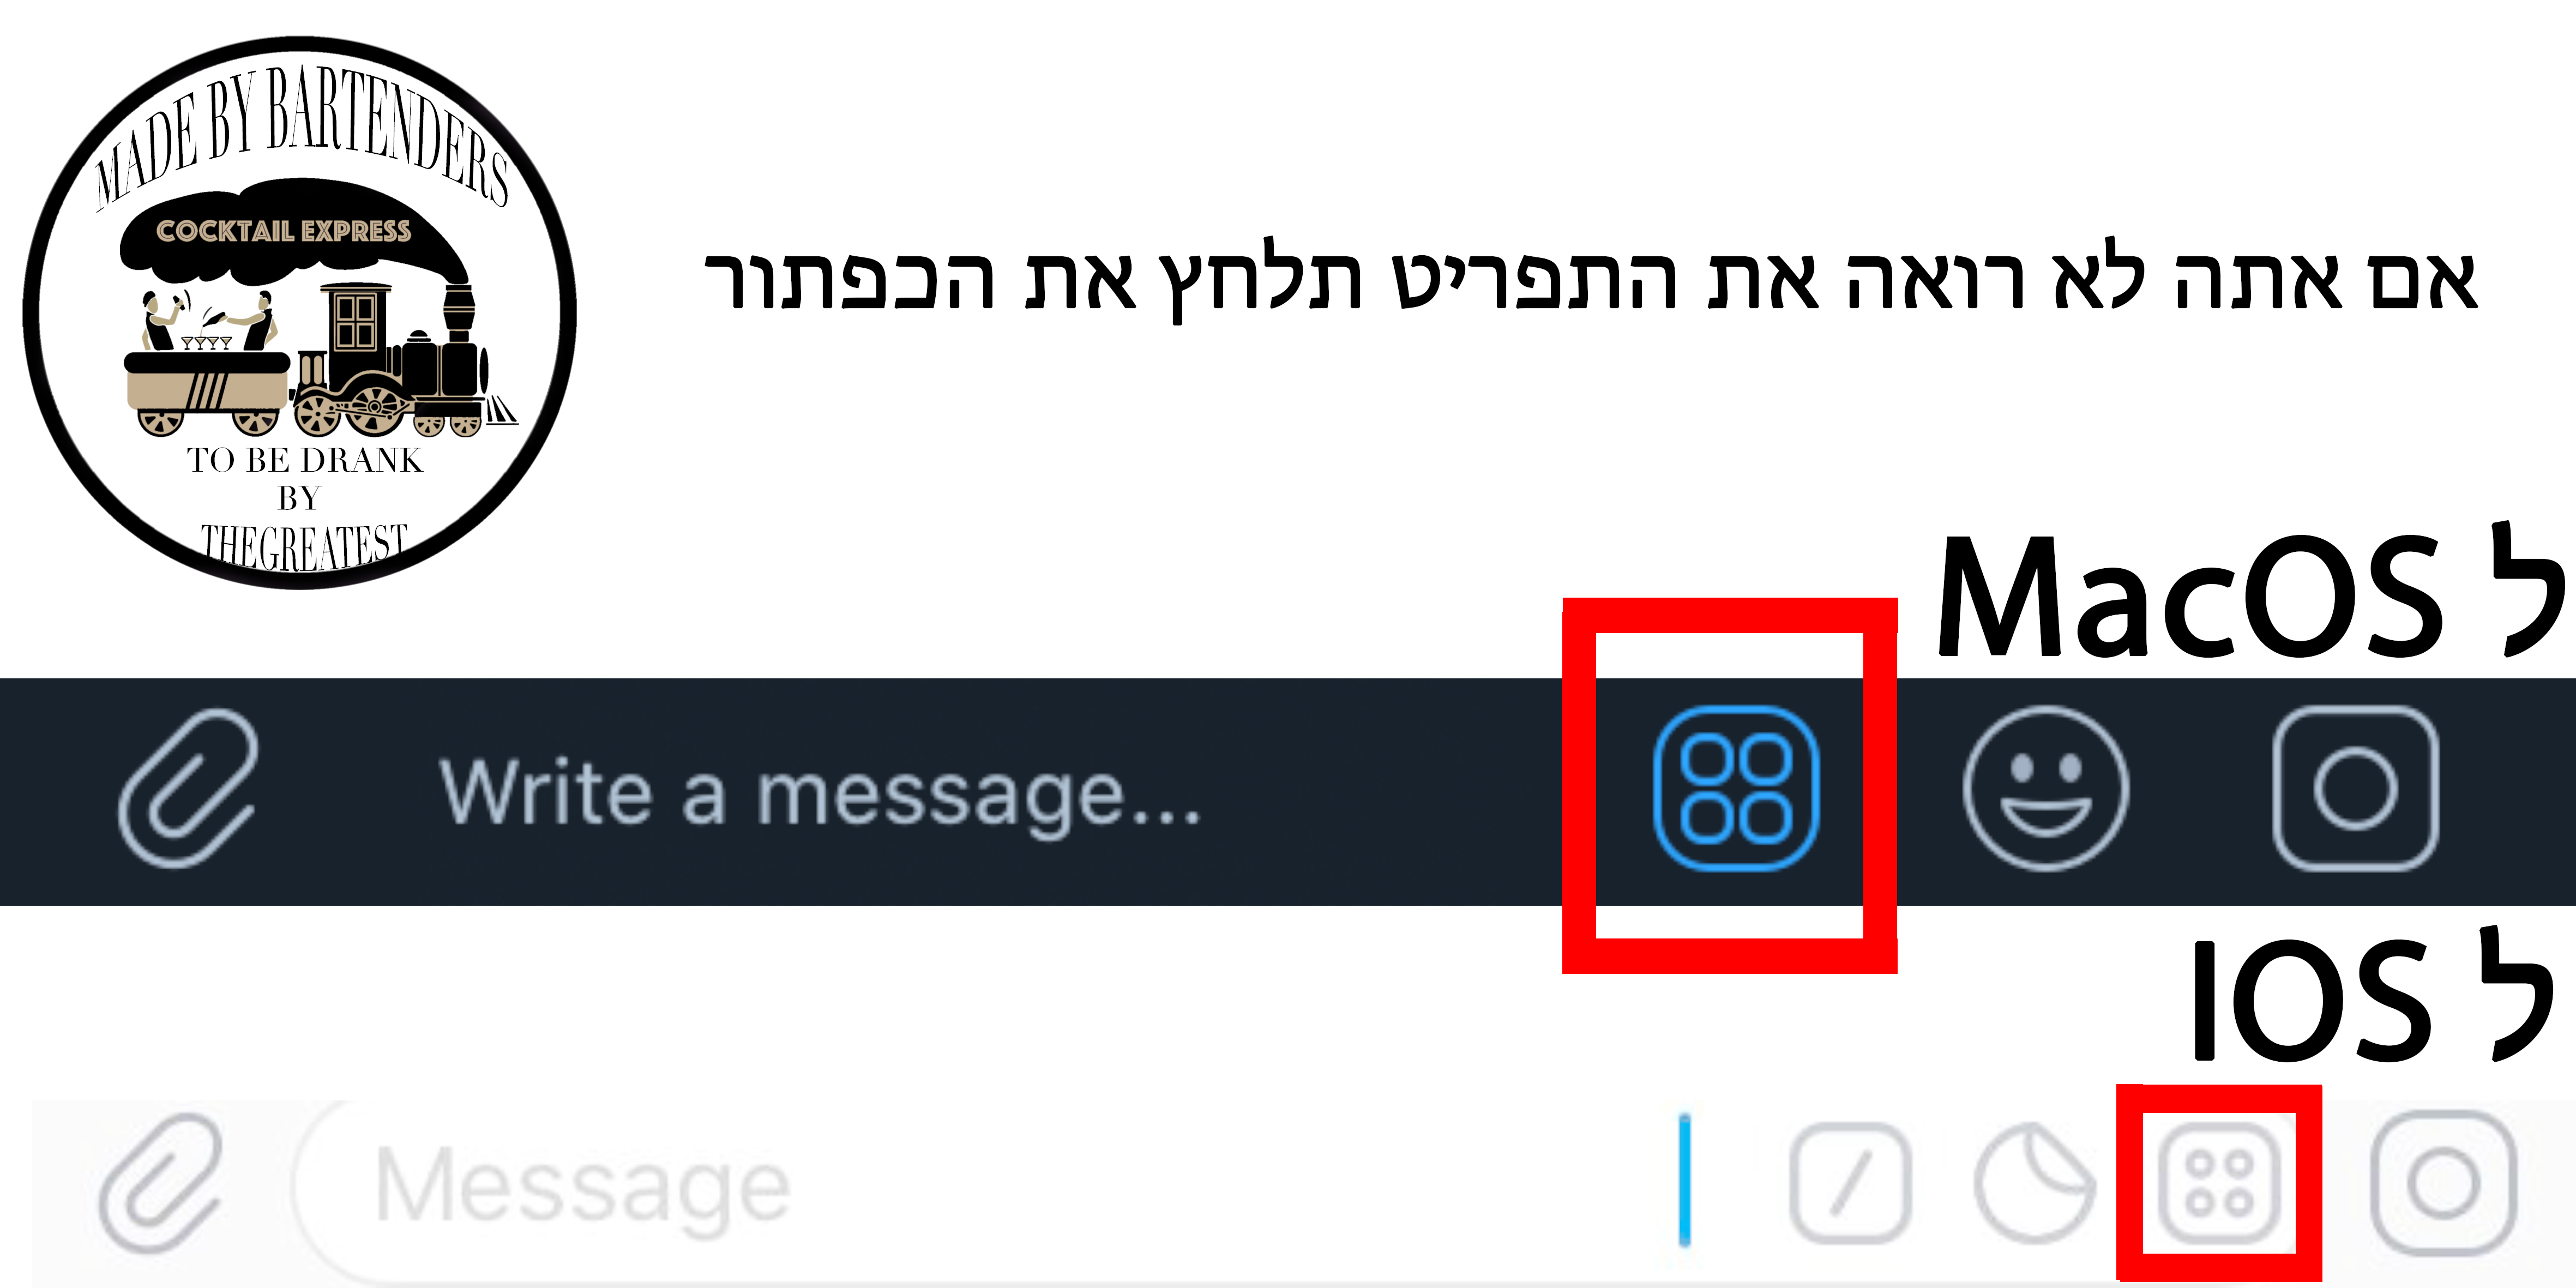 MADE BY BARTENDERS
COCKTAIL EXPRESS
TO BE DRANK
BY
THEGREATEST
אם אתה לא רואה את התפריט תלחץ את הכפתור
ל MacOS
Write a message...
ל IOS
Message